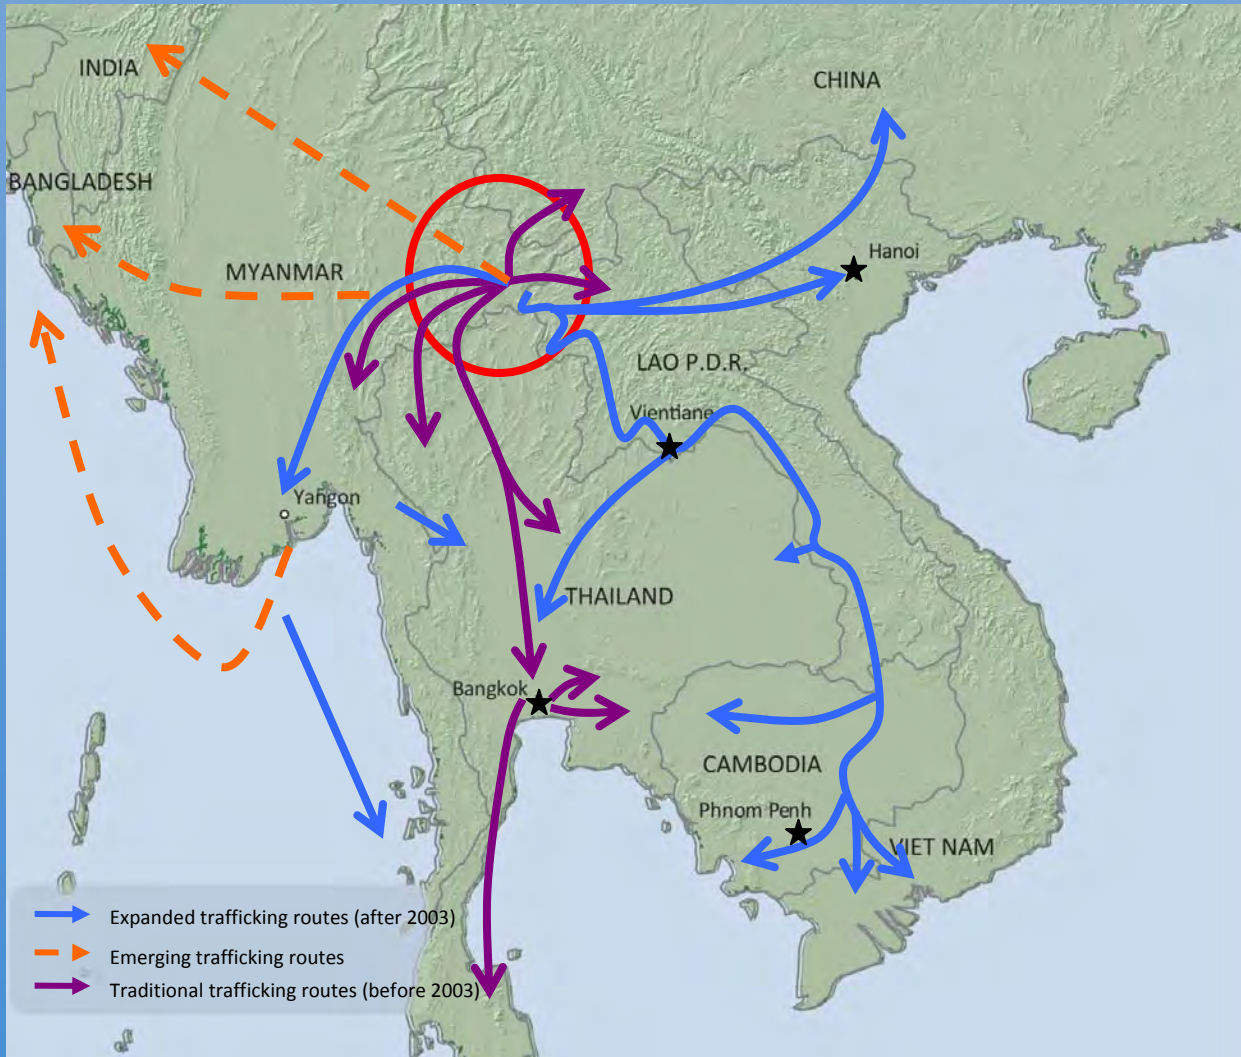 INDIA
CHINA
BANGLADESH
Hanoi
MYANMAR
LAO P.D.R.
Vientiane
Yangon
THAILAND
Bangkok
CAMBODIA
Phnom Penh
VIET NAM
Expanded trafficking routes (after 2003)
Emerging trafficking routes
Traditional trafficking routes (before 2003)